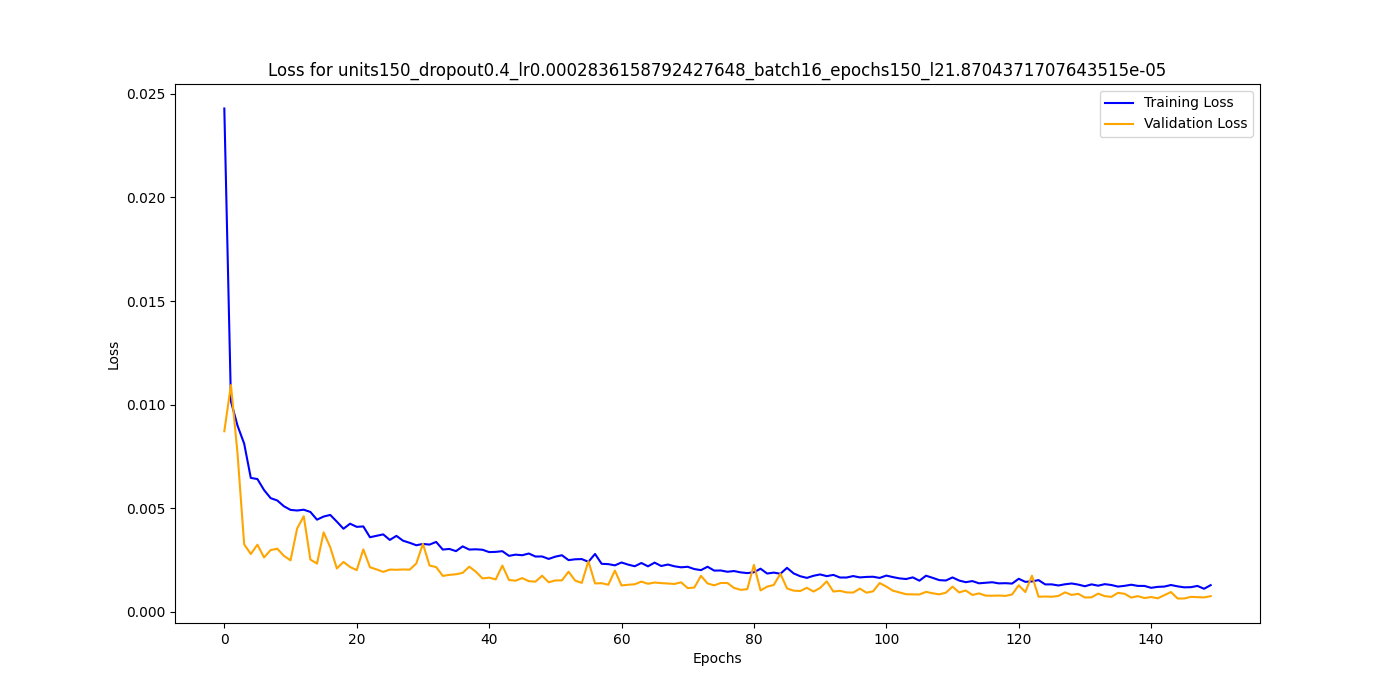 Loss for units150_dropout0.4_lr0.0002836158792427648_batch16_epochs150_l21.8704371707643515e-05
Training Loss
Validation Loss
0.025
0.020
0.015
0.010
0.005
0.000
Loss
0 20 40 60 80 100 120 140
Epochs